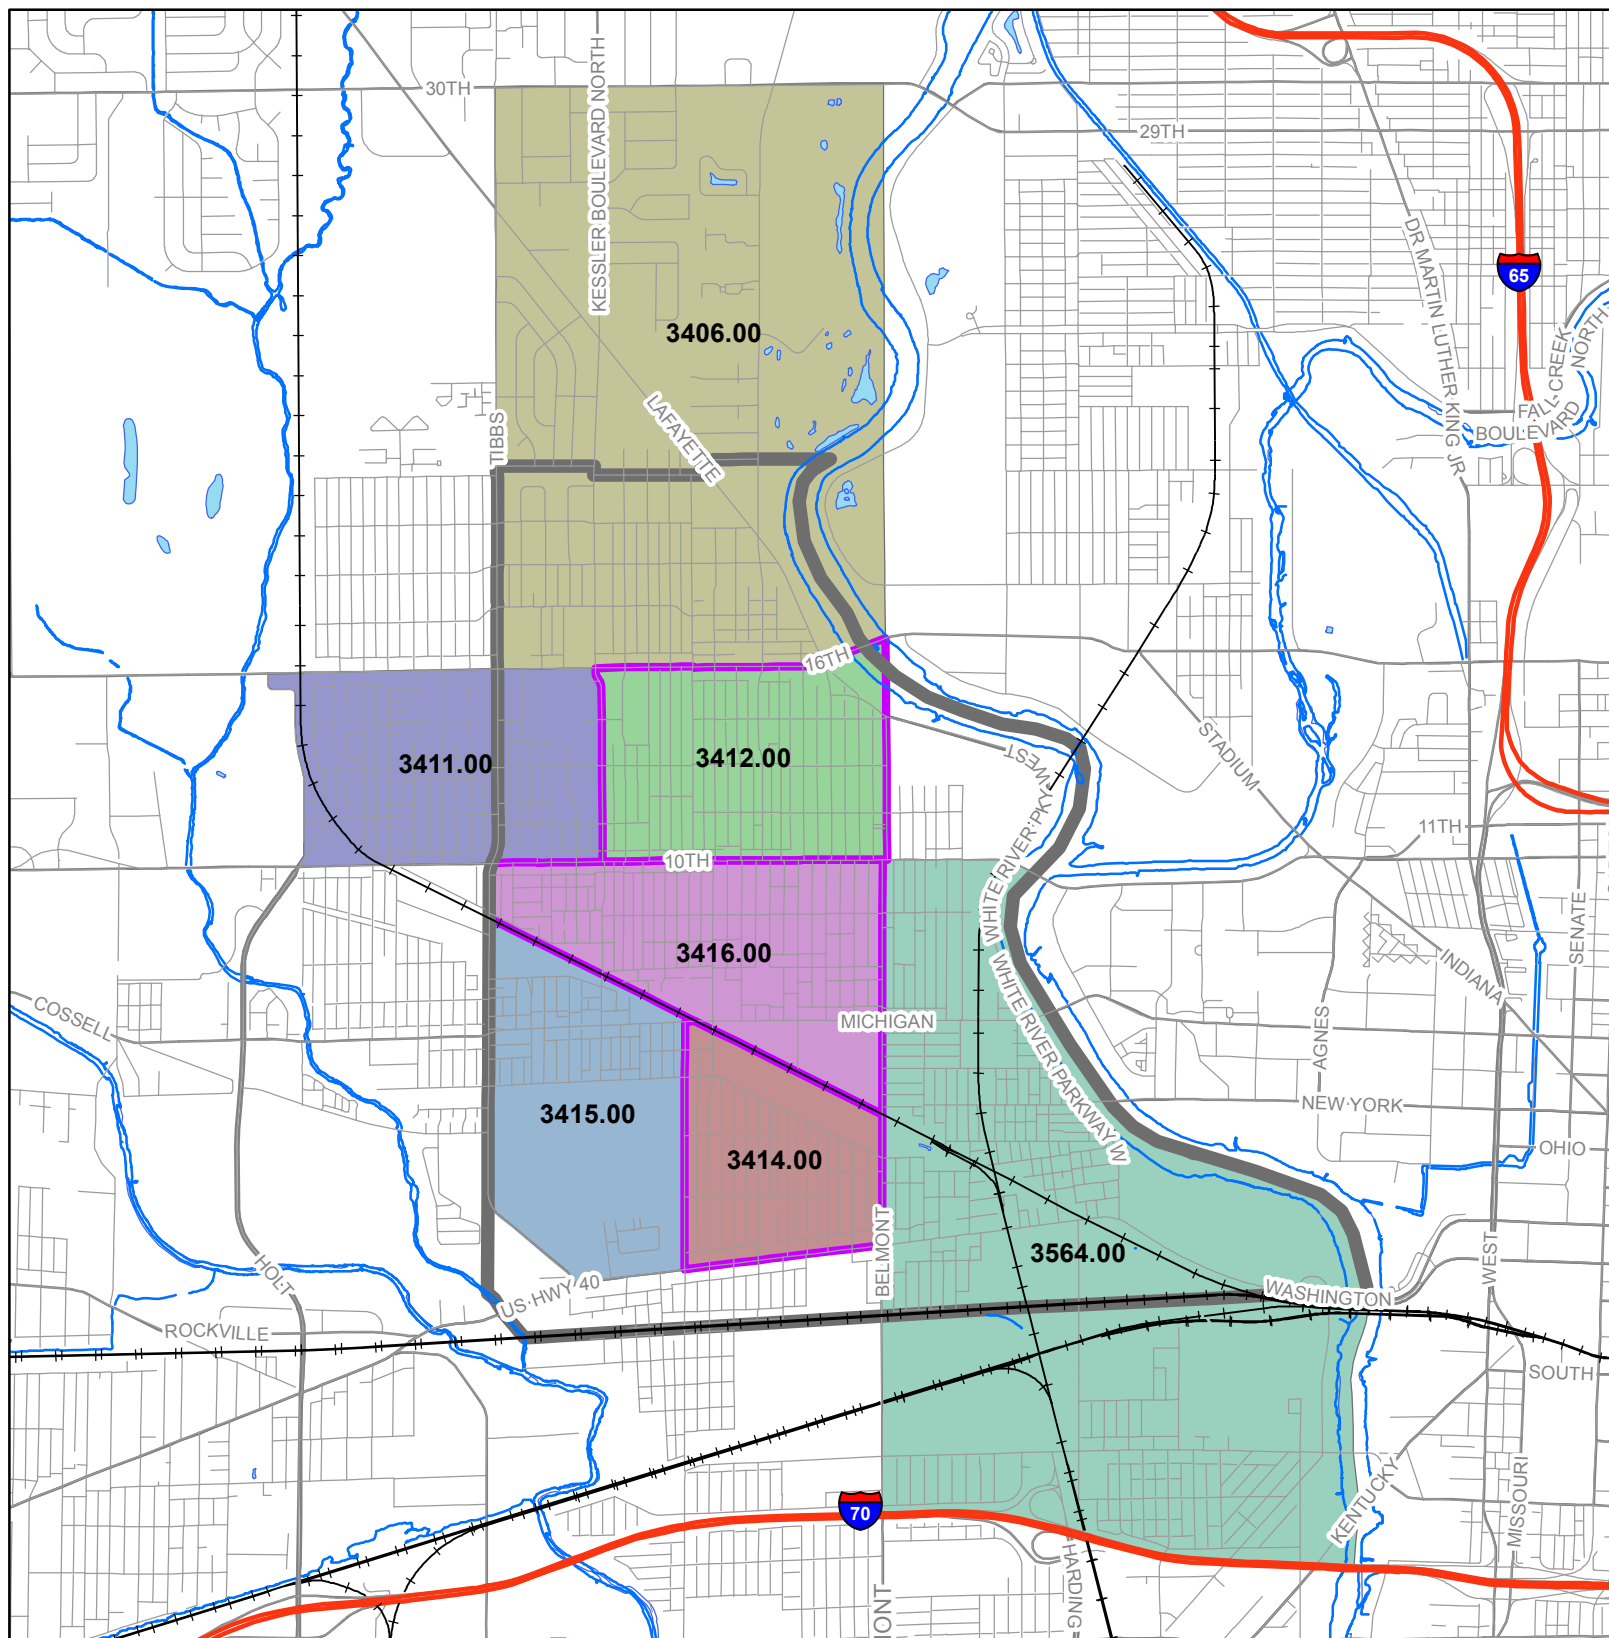 30TH
KESSLER BOULEVARD NORTH
29TH
DR MARTIN LUTHER KING JR
65
NORTH
FALL CREEK
BOULEVARD
3406.00
LAFAYETTE
TIBBS
16TH
3411.00
3412.00
WEST
STADIUM
W WHITE RIVER PKY
11TH
10TH
SENATE
3416.00
INDIANA
WHITE RIVER PARKWAY W
COSSELL
MICHIGAN
AGNES
NEW YORK
3415.00
OHIO
3414.00
BELMONT
3564.00
WEST
HOLT
US HWY 40
WASHINGTON
ROCKVILLE
SOUTH
KENTUCKY
MISSOURI
70
HARDING
MONT